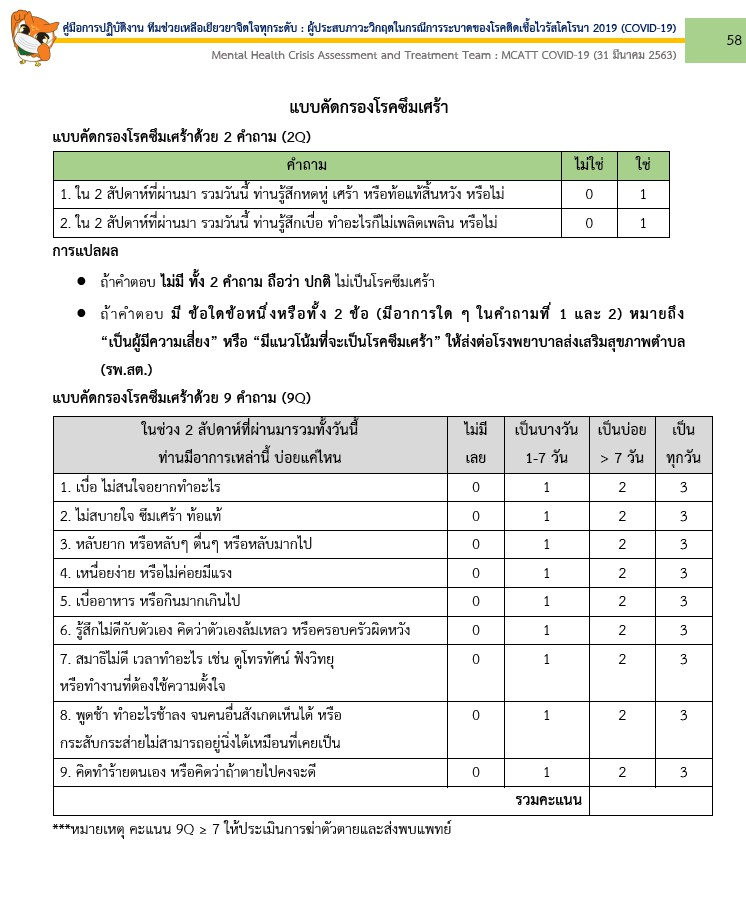 คู่มือการปฏิบัติงาน ทีมช่วยเหลือเยียวยาจิตใจทุกระดับ : ผู้ประสบภาวะวิกฤตในกรณีการระบาดของโรคติดเชื้อไวรัสโคโรนา 2019 (COVID-19)
58
Mental Health Crisis Assessment and Treatment Team : MCATT COVID-19 (31 มีนาคม 2563)
แบบคัดกรองโรคซึมเศร้า
แบบคัดกรองโรคซึมเศร้าด้วย 2 คำถาม (2Q)
คำถาม ไม่ใช่ ใช่
1. ใน 2 สัปดาห์ที่ผ่านมา รวมวันนี้ ท่านรู้สึกหดหู่ เศร้า หรือท้อแท้สิ้นหวัง หรือไม่ 0 1
2. ใน 2 สัปดาห์ที่ผ่านมา รวมวันนี้ ท่านรู้สึกเบื่อ ทำอะไรก็ไม่เพลิดเพลิน หรือไม่ 0 1
การแปลผล
● ถ้าคำตอบ ไม่มี ทั้ง 2 คำถาม ถือว่า ปกติ ไม่เป็นโรคซึมเศร้า
● ถ้าคำตอบ มี ข้อใดข้อหนึ่งหรือทั้ง 2 ข้อ (มีอาการใด ๆ ในคำถามที่ 1 และ 2) หมายถึง
“เป็นผู้มีความเสี่ยง” หรือ “มีแนวโน้มที่จะเป็นโรคซึมเศร้า” ให้ส่งต่อโรงพยาบาลส่งเสริมสุขภาพตำบล
(รพ.สต.)
แบบคัดกรองโรคซึมเศร้าด้วย 9 คำถาม (9Q)
ในช่วง 2 สัปดาห์ที่ผ่านมารวมทั้งวันนี้ ไม่มี เป็นบางวัน เป็นบ่อย เป็น
ท่านมีอาการเหล่านี้ บ่อยแค่ไหน เลย 1-7 วัน > 7 วัน ทุกวัน
1. เบื่อ ไม่สนใจอยากทำอะไร 0 1 2 3
2. ไม่สบายใจ ซึมเศร้า ท้อแท้ 0 1 2 3
3. หลับยาก หรือหลับๆ ตื่นๆ หรือหลับมากไป 0 1 2 3
4. เหนื่อยง่าย หรือไม่ค่อยมีแรง 0 1 2 3
5. เบื่ออาหาร หรือกินมากเกินไป 0 1 2 3
6. รู้สึกไม่ดีกับตัวเอง คิดว่าตัวเองล้มเหลว หรือครอบครัวผิดหวัง 0 1 2 3
7. สมาธิไม่ดี เวลาทำอะไร เช่น ดูโทรทัศน์ ฟังวิทยุ 0 1 2 3
หรือทำงานที่ต้องใช้ความตั้งใจ
8. พูดช้า ทำอะไรช้าลง จนคนอื่นสังเกตเห็นได้ หรือ 0 1 2 3
กระสับกระส่ายไม่สามารถอยู่นิ่งได้เหมือนที่เคยเป็น
9. คิดทำร้ายตนเอง หรือคิดว่าถ้าตายไปคงจะดี 0 1 2 3
รวมคะแนน
***หมายเหตุ คะแนน 9Q ≥ 7 ให้ประเมินการฆ่าตัวตายและส่งพบแพทย์